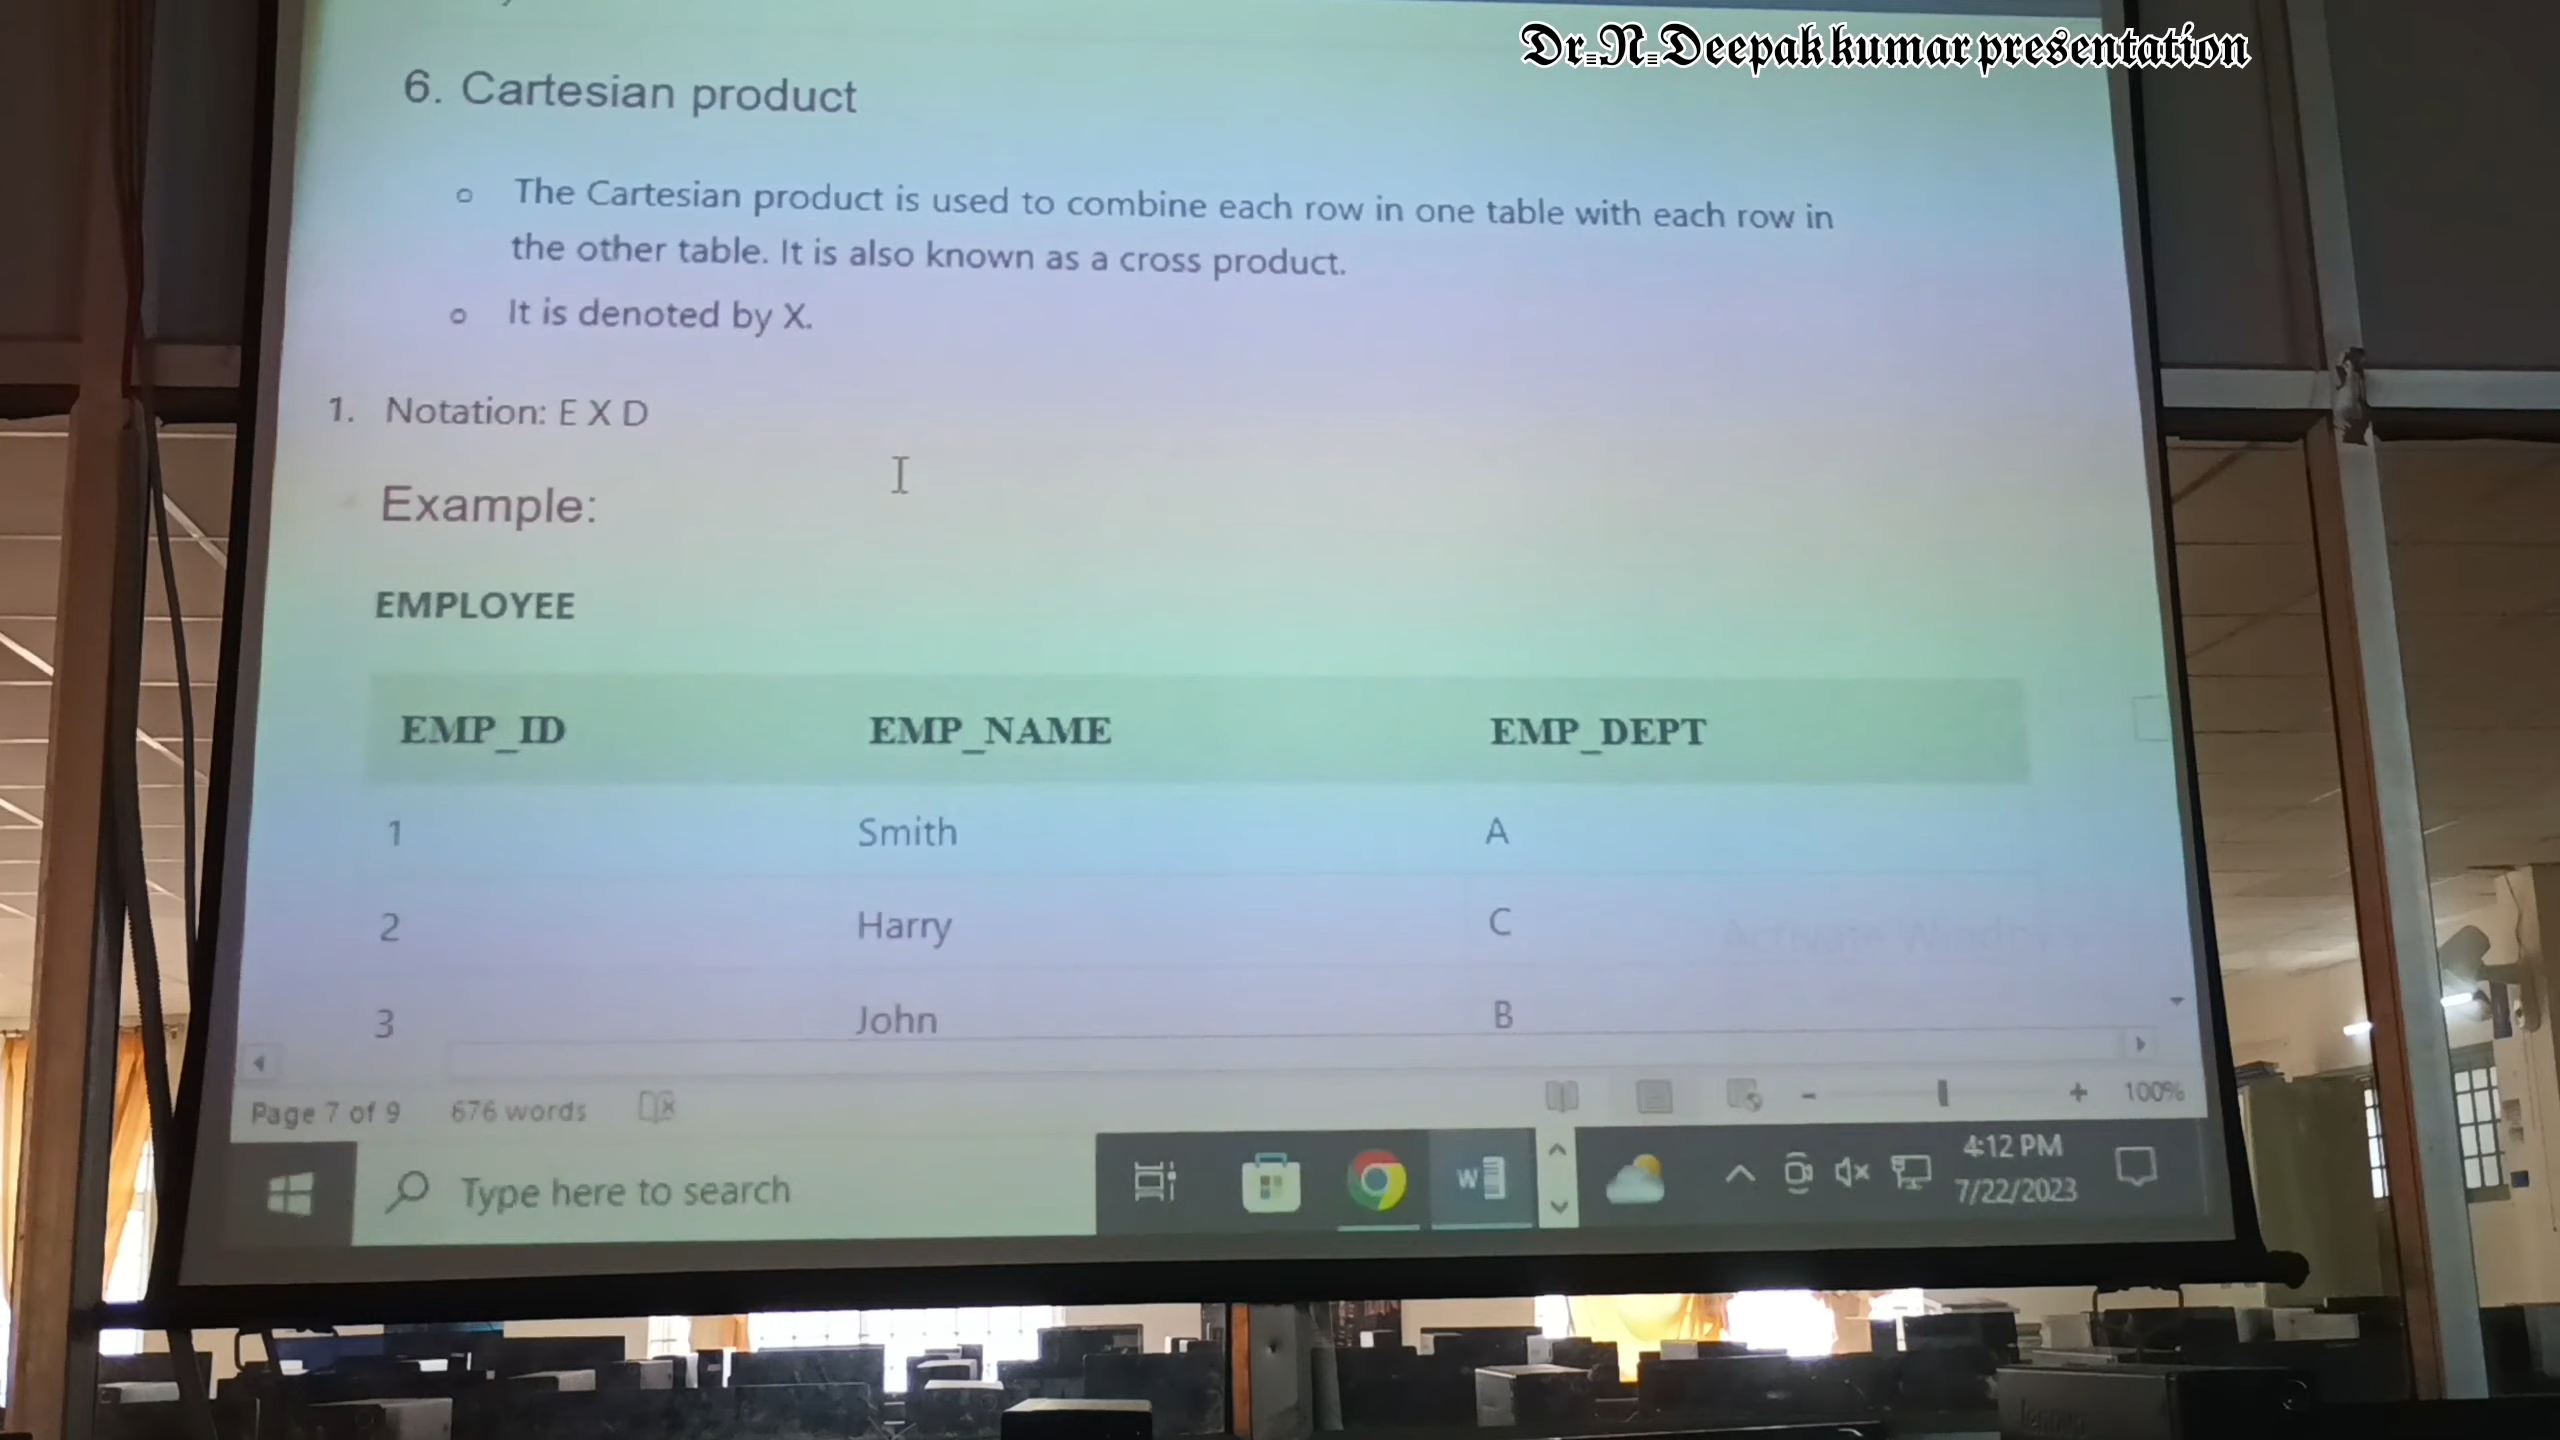 Dr.N.Deepak kumar presentation
6. Cartesian product
The Cartesian product is used to combine each row in one table with each row in
the other table. It is also known as a cross product.
It is denoted by X.
1. Notation: E X D
Example:
EMPLOYEE
EMP_ID EMP_NAME EMP_DEPT
1 Smith A
2 Harry C
Activate Windows
3 John B
Page 7 of 9 676 words 100%
Type here to search
4:12 PM
7/22/2023
lenovo